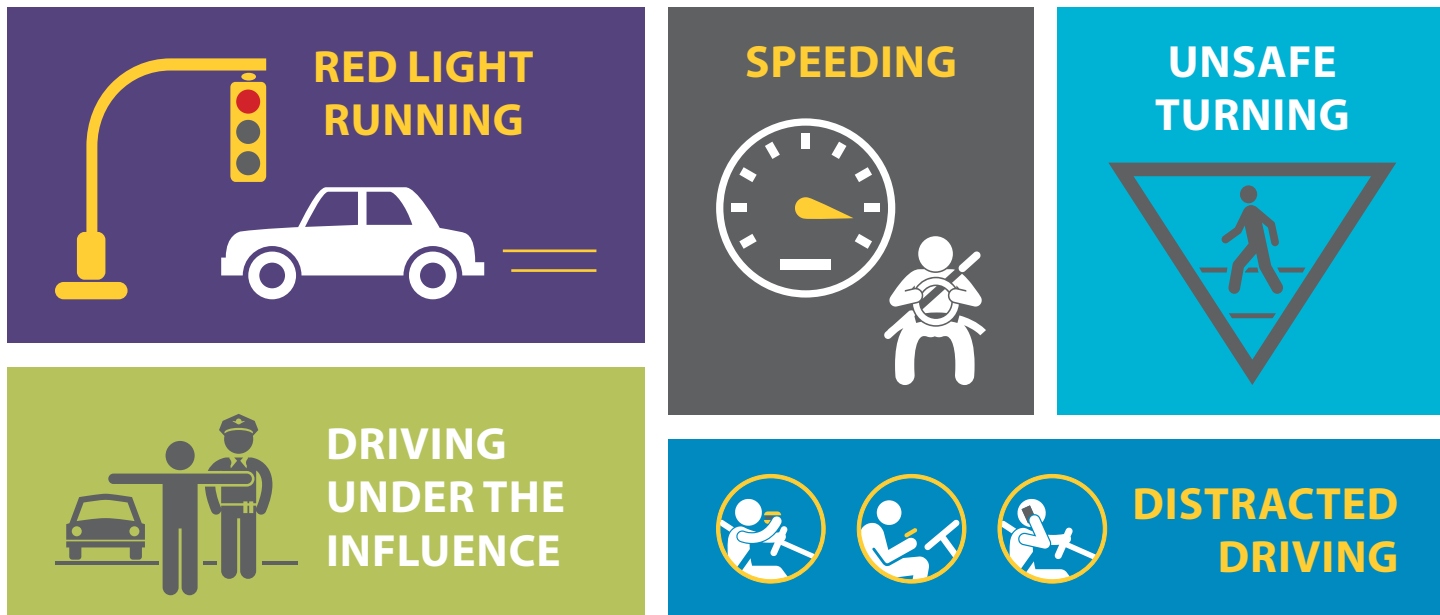 RED LIGHT
RUNNING
SPEEDING
UNSAFE
TURNING
DRIVING
UNDER THE
INFLUENCE
DISTRACTED
DRIVING